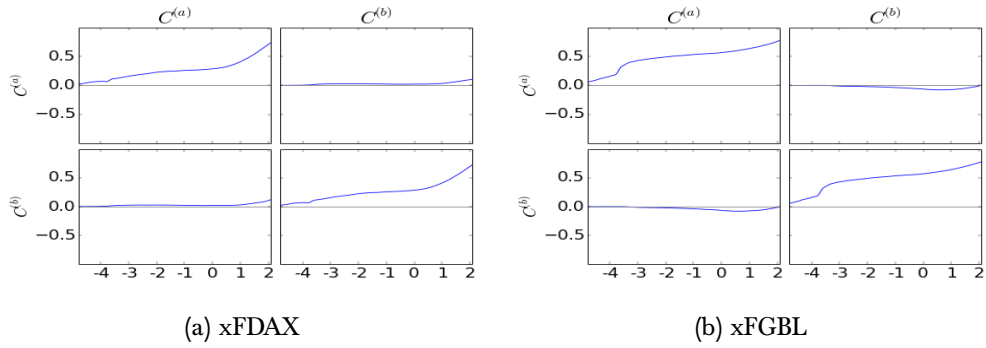 C^(a) C^(b) C^(a) C^(b)
C^(a) 0.5 0.0 −0.5 C^(a) 0.5 0.0 −0.5
C^(b) 0.5 0.0 −0.5 C^(b) 0.5 0.0 −0.5
-4 -3 -2 -1 0 1 2 -4 -3 -2 -1 0 1 2 -4 -3 -2 -1 0 1 2 -4 -3 -2 -1 0 1 2
(a) xFDAX (b) xFGBL